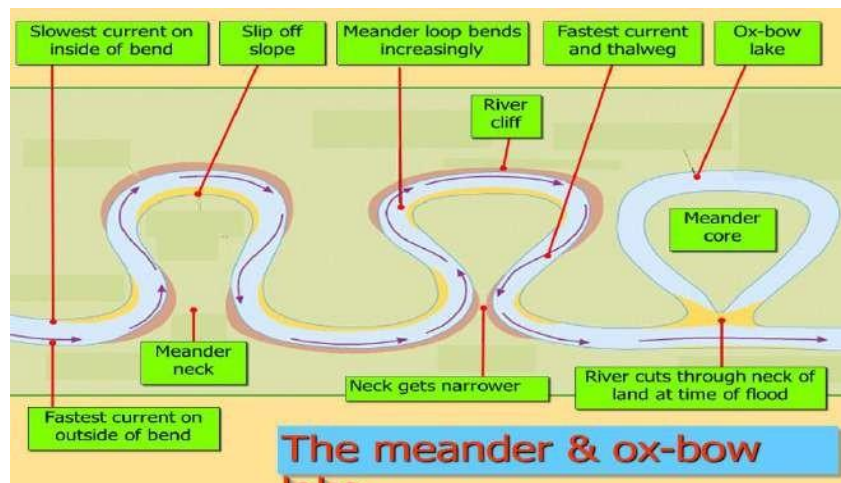 Slowest current on
inside of bend
Slip off
slope
Meander loop bends
increasingly
Fastest current
and thalweg
Ox-bow
lake
River
cliff
Meander
core
Meander
neck
Neck gets narrower
River cuts through neck of
land at time of flood
Fastest current on
outside of bend
The meander & ox-bow